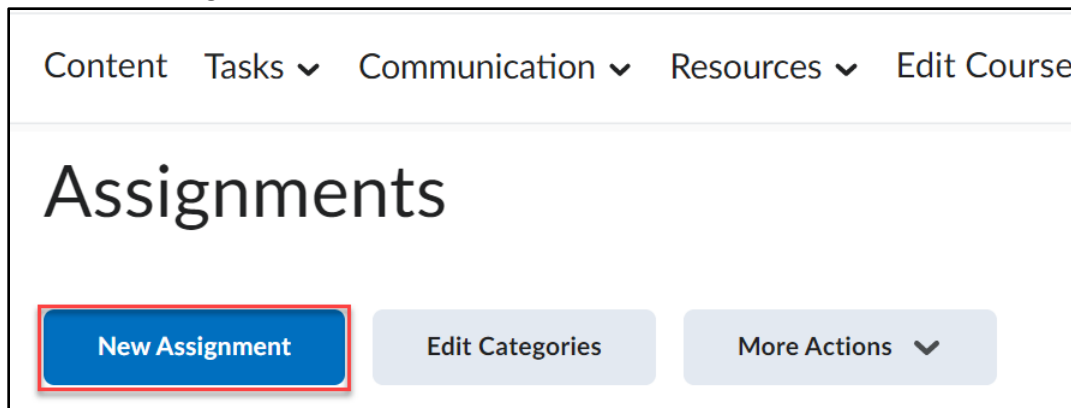 Content Tasks Communication Resources Edit Course
Assignments
New Assignment Edit Categories More Actions